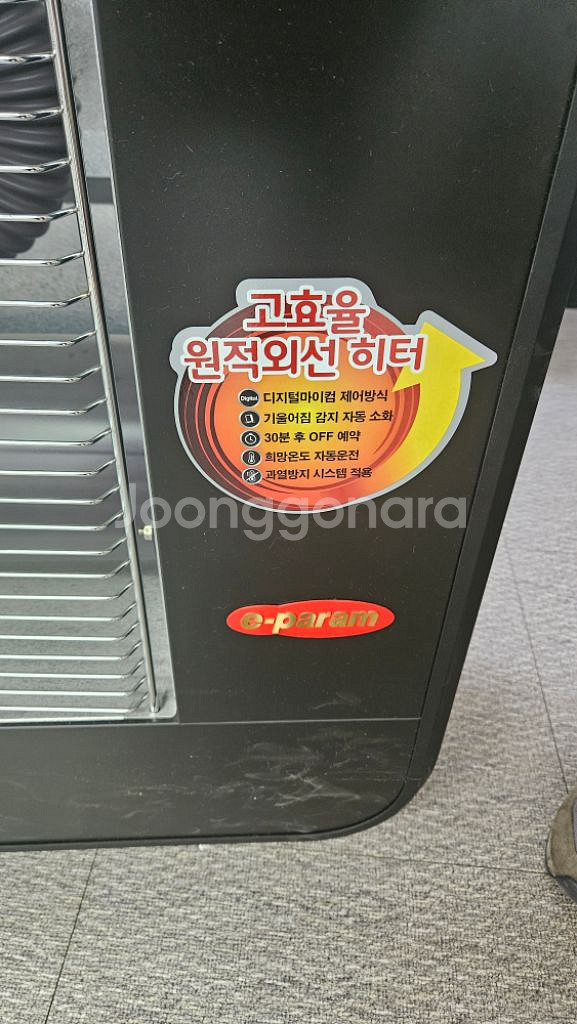 고효율
원적외선 히터
Digital 디지털마이컴 제어방식
기울어짐 감지 자동 소화
30분 후 OFF 예약
희망온도 자동운전
과열방지 시스템 적용
Joonggonara
e-param